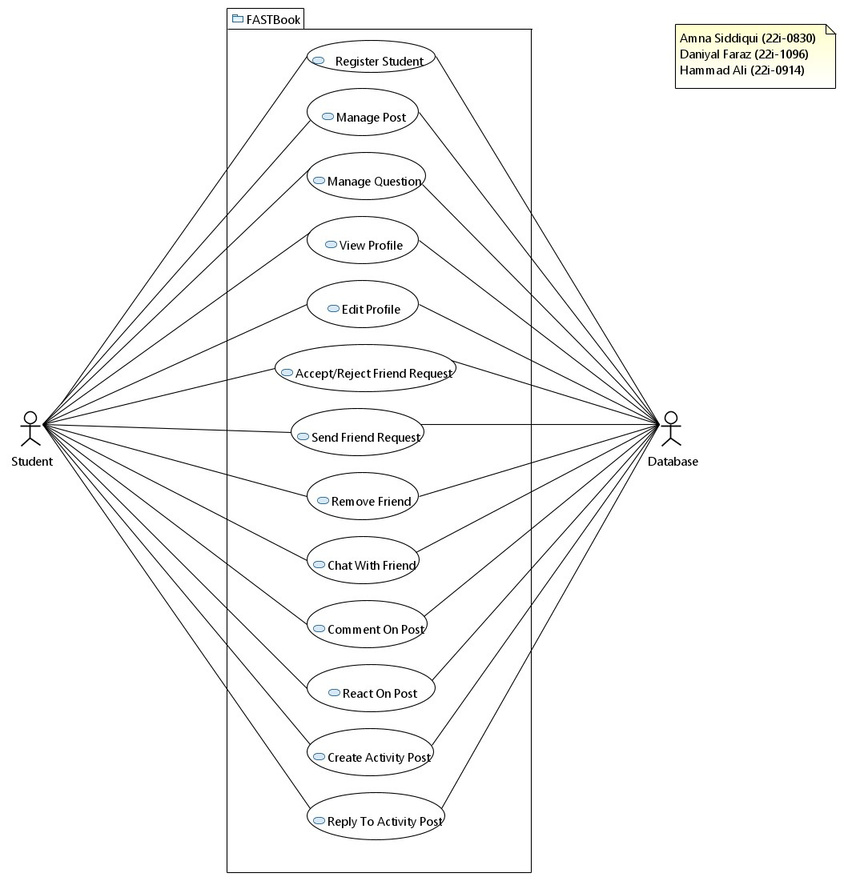 FASTBook
Amna Siddiqui (22i-0830)
Daniyal Faraz (22i-1096)
Hammad Ali (22i-0914)
Register Student
Manage Post
Manage Question
View Profile
Edit Profile
Accept/Reject Friend Request
Send Friend Request
Student
Database
Remove Friend
Chat With Friend
Comment On Post
React On Post
Create Activity Post
Reply To Activity Post